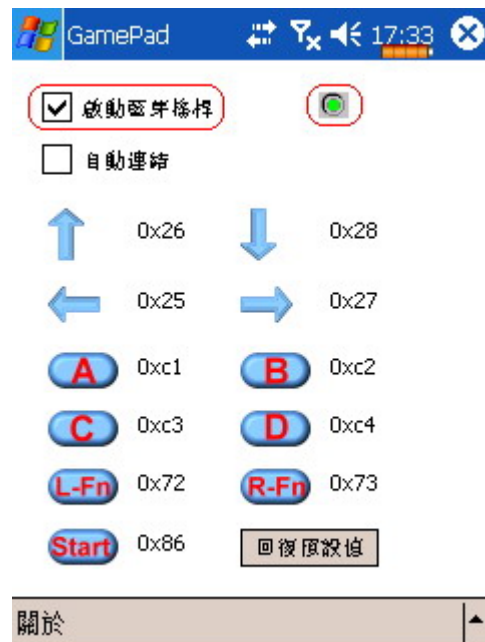 GamePad 17:33
啟動藍芽搖桿
自動連結
0x26 0x28
0x25 0x27
A 0xc1 B 0xc2
C 0xc3 D 0xc4
L-Fn 0x72 R-Fn 0x73
Start 0x86 回復預設值
關於